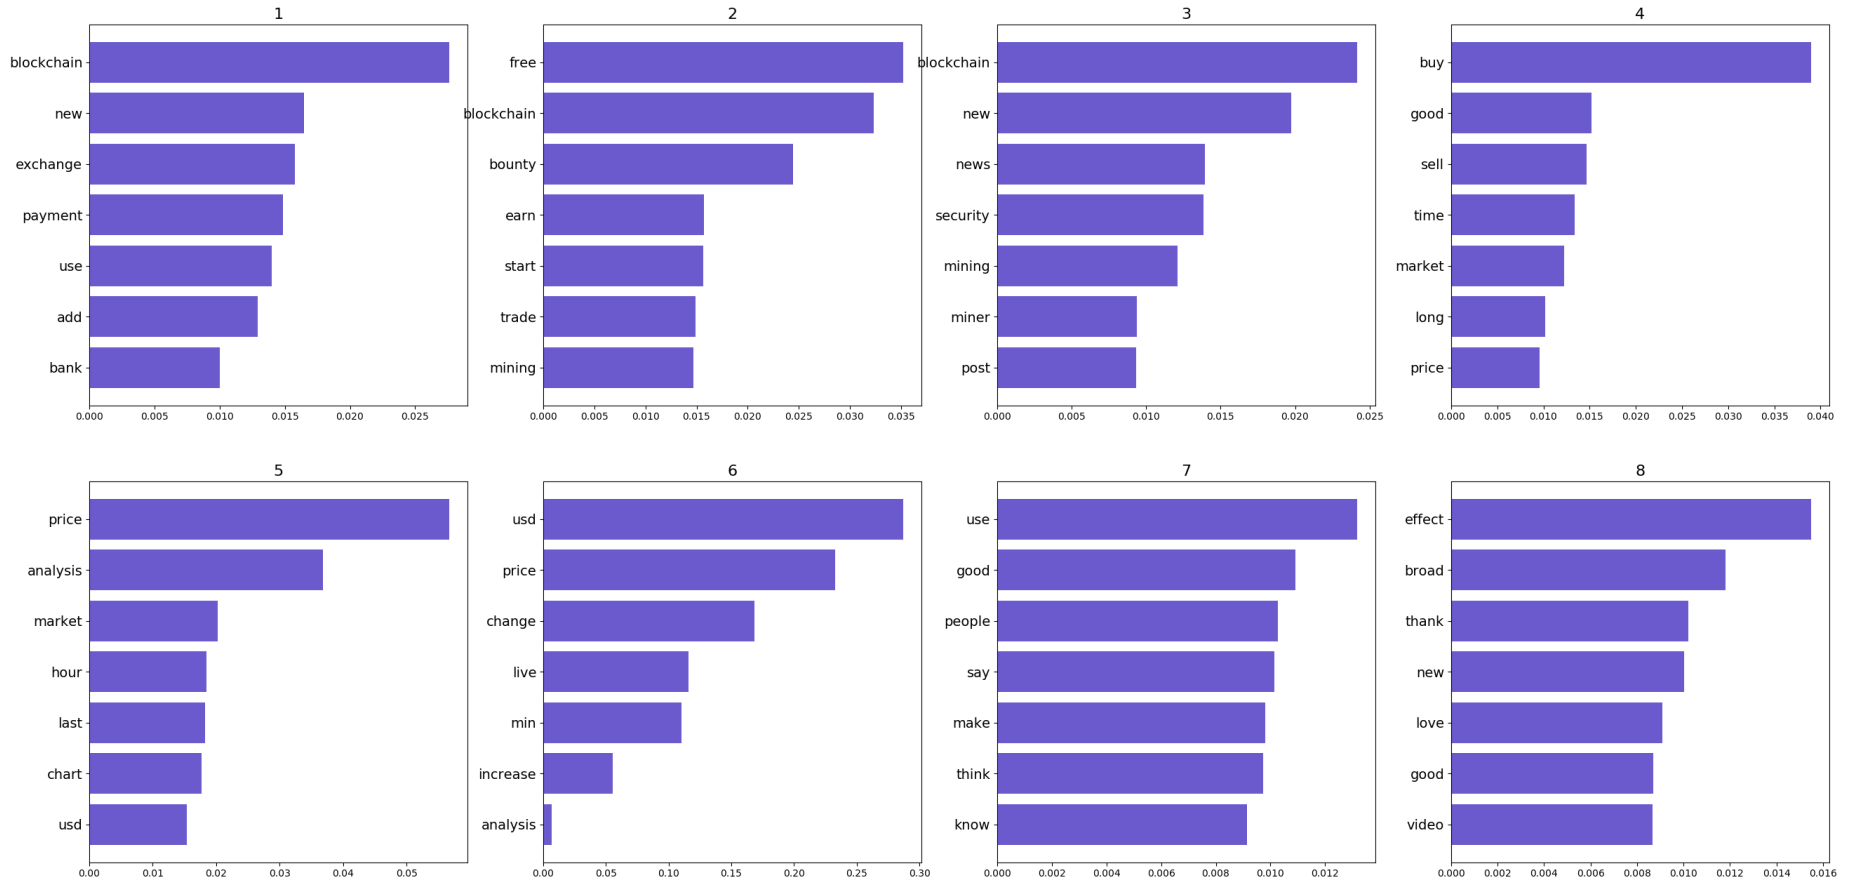 1
blockchain
new
exchange
payment
use
add
bank
0.000 0.005 0.010 0.015 0.020 0.025
2
free
blockchain
bounty
earn
start
trade
mining
0.000 0.005 0.010 0.015 0.020 0.025 0.030 0.035
3
blockchain
new
news
security
mining
miner
post
0.000 0.005 0.010 0.015 0.020 0.025
4
buy
good
sell
time
market
long
price
0.000 0.005 0.010 0.015 0.020 0.025 0.030 0.035 0.040
5
price
analysis
market
hour
last
chart
usd
0.00 0.01 0.02 0.03 0.04 0.05
6
usd
price
change
live
min
increase
analysis
0.00 0.05 0.10 0.15 0.20 0.25 0.30
7
use
good
people
say
make
think
know
0.000 0.002 0.004 0.006 0.008 0.010 0.012
8
effect
broad
thank
new
love
good
video
0.000 0.002 0.004 0.006 0.008 0.010 0.012 0.014 0.016